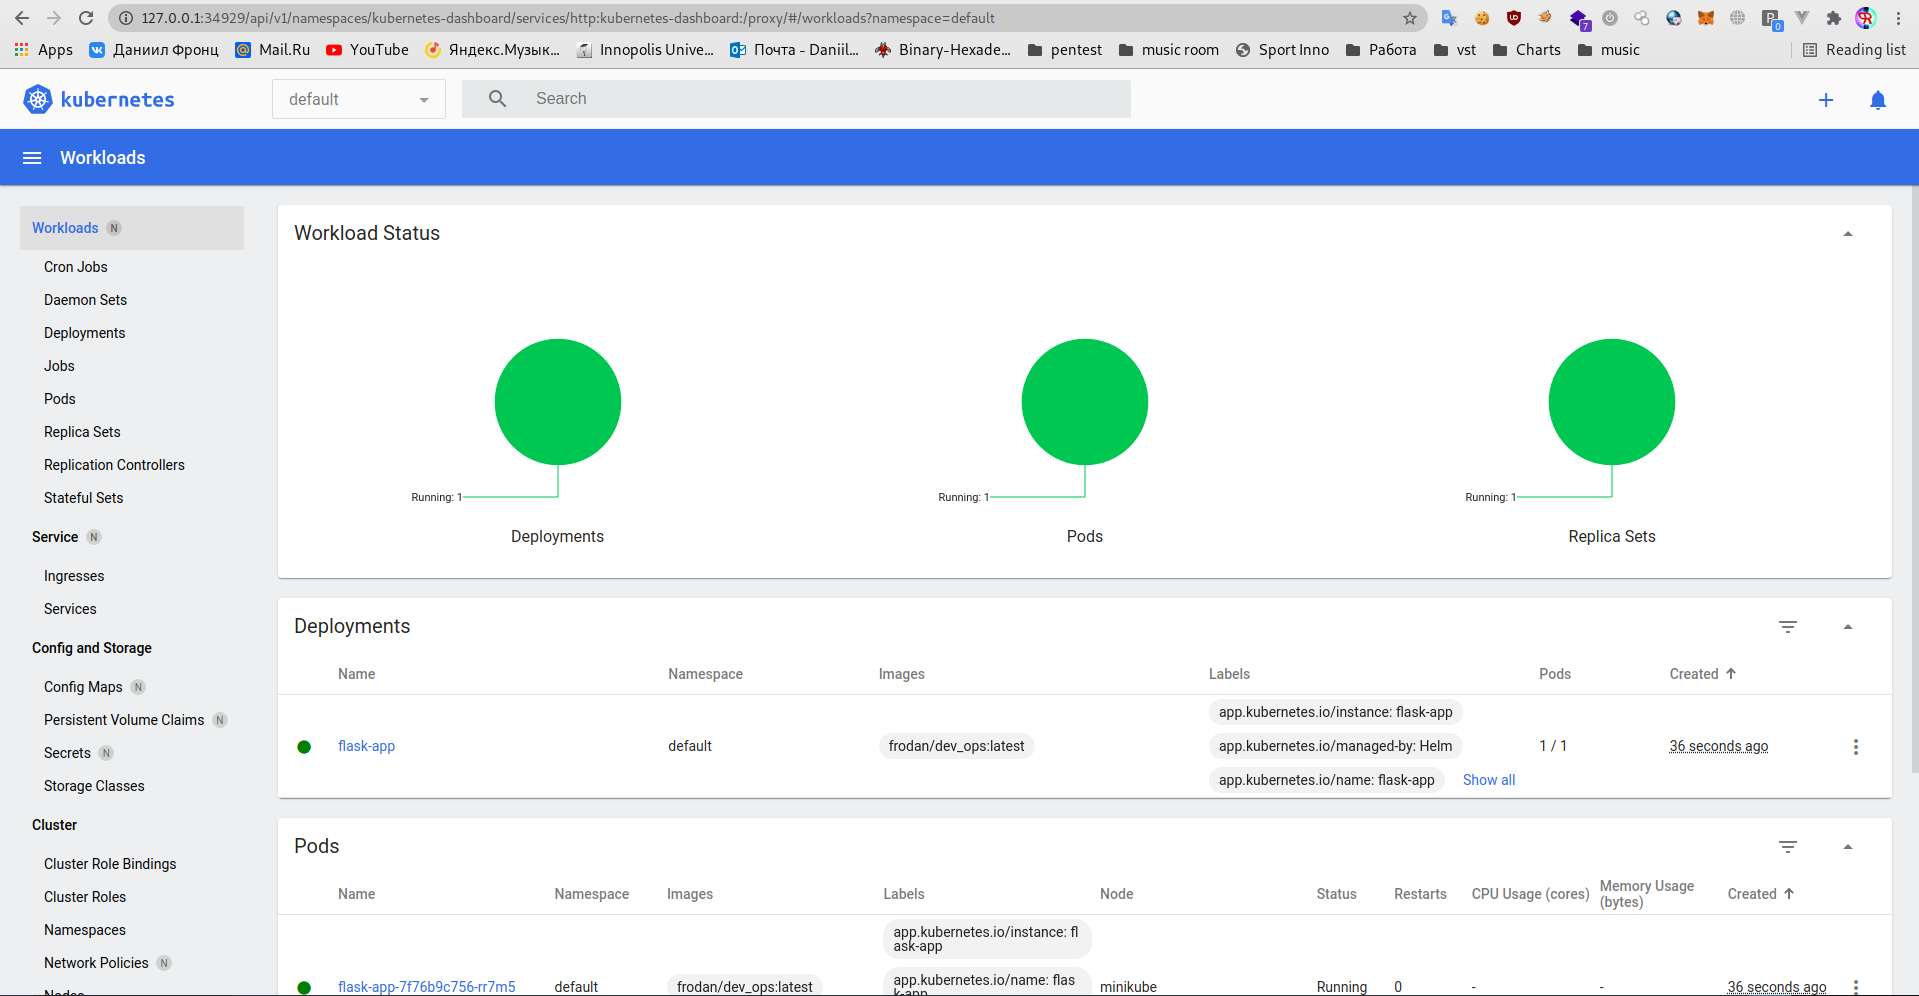 127.0.0.1:34929/api/v1/namespaces/kubernetes-dashboard/services/http:kubernetes-dashboard:/proxy/#/workloads?namespace=default
7
P
0
Apps
Даниил Фронц
Mail.Ru
YouTube
Яндекс.Музык...
Innopolis Unive...
Почта - Daniil...
Binary-Hexade...
pentest
music room
Sport Inno
Работа
vst
Charts
music
Reading list
kubernetes
default
Search
Workloads
Workloads N
Cron Jobs
Daemon Sets
Deployments
Jobs
Pods
Replica Sets
Replication Controllers
Stateful Sets
Service N
Ingresses
Services
Config and Storage
Config Maps N
Persistent Volume Claims N
Secrets N
Storage Classes
Cluster
Cluster Role Bindings
Cluster Roles
Namespaces
Network Policies N
Nodes
Workload Status
Running: 1
Deployments
Running: 1
Pods
Running: 1
Replica Sets
Deployments
Name Namespace Images Labels Pods Created
flask-app default frodan/dev_ops:latest
app.kubernetes.io/instance: flask-app
app.kubernetes.io/managed-by: Helm
app.kubernetes.io/name: flask-app Show all
1 / 1 36 seconds ago
Pods
Name Namespace Images Labels Node Status Restarts CPU Usage (cores) Memory Usage
(bytes)
Created
flask-app-7f76b9c756-rr7m5 default frodan/dev_ops:latest
app.kubernetes.io/instance: fl
ask-app
app.kubernetes.io/name: flas
k-app
minikube Running 0 - - 36 seconds ago